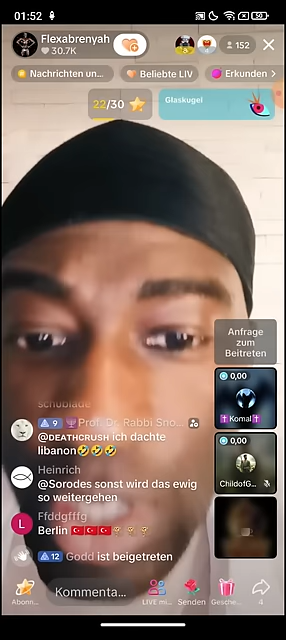 01:52
50
Flexabrenyah
30.7K
152
Nachrichten un...
Beliebte LIV
Erkunden >
22/30
Glaskugel
Anfrage
zum
Beitreten
0,00
✝️Komal✝️
0,00
ChildofG...
schublade
9 Prof. Dr. Rabbi Sno...
@DEATHCRUSH ich dachte
libanon🤣🤣🤣
Heinrich
@Sorodes sonst wird das ewig
so weitergehen
L
Ffddgfffg
Berlin 🇹🇷🇹🇷🇹🇷
12 Godd ist beigetreten
Abonn...
Kommenta...
LIVE mi...
Senden
Gesche...
4